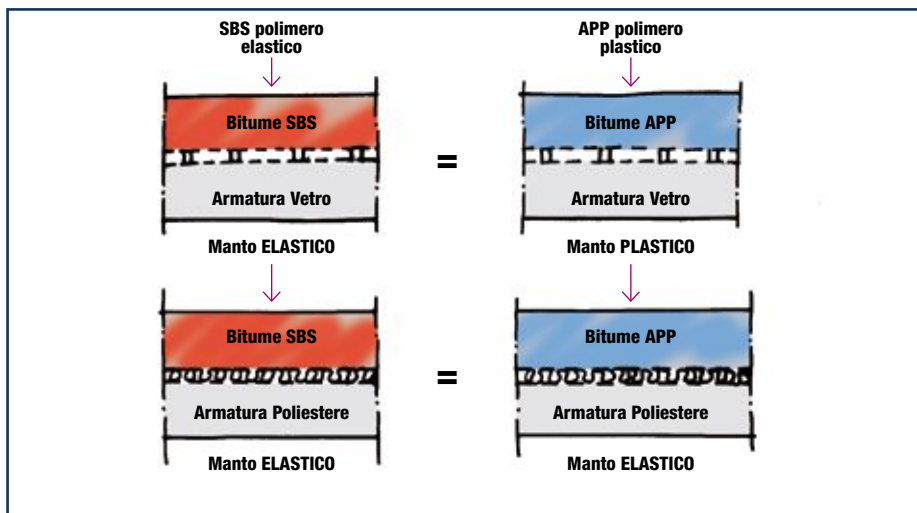 SBS polimero
elastico
APP polimero
plastico
Bitume SBS
=
Bitume APP
Armatura Vetro
Armatura Vetro
Manto ELASTICO
Manto PLASTICO
Bitume SBS
=
Bitume APP
Armatura Poliestere
Armatura Poliestere
Manto ELASTICO
Manto ELASTICO